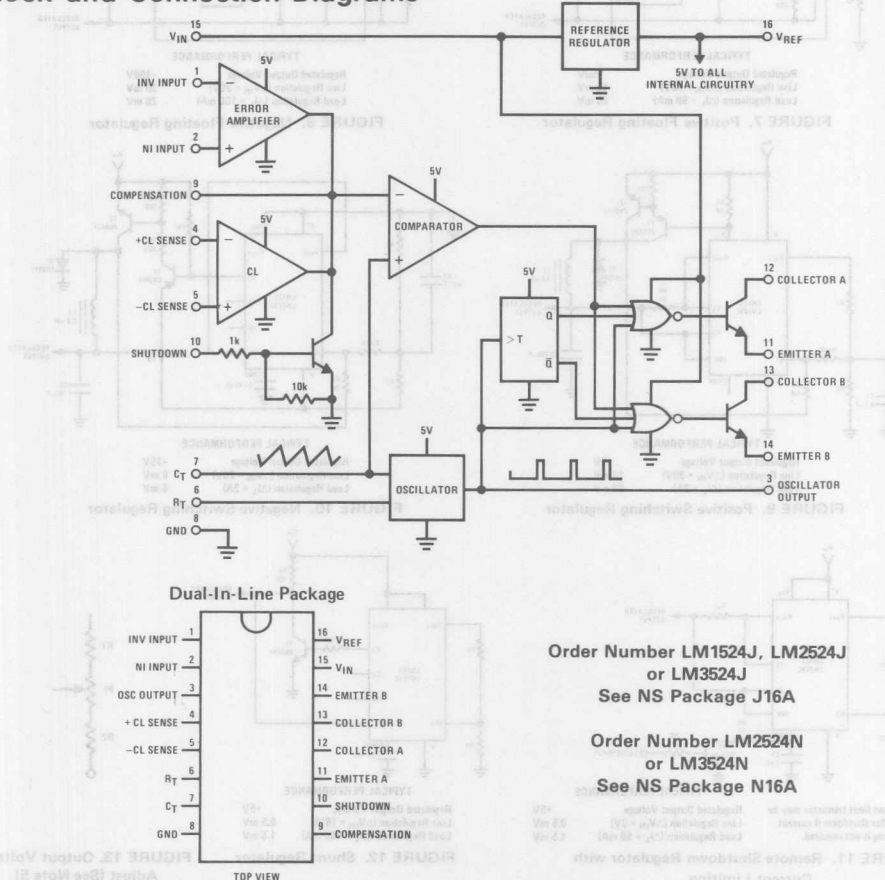 Block and Connection Diagrams
15
VIN
REFERENCE REGULATOR
16
VREF
5V TO ALL INTERNAL CIRCUITRY
1
INV INPUT
5V
ERROR AMPLIFIER
2
NI INPUT
−
+
9
COMPENSATION
5V
COMPARATOR
−
+
4
+CL SENSE
5V
CL
5
−CL SENSE
−
+
10
SHUTDOWN
1k
10k
5V
>T
Q
Q̅
12
COLLECTOR A
11
EMITTER A
13
COLLECTOR B
14
EMITTER B
3
OSCILLATOR OUTPUT
7
CT
6
RT
8
GND
5V
OSCILLATOR
Dual-In-Line Package
INV INPUT 1
NI INPUT 2
OSC OUTPUT 3
+ CL SENSE 4
−CL SENSE 5
RT 6
CT 7
GND 8
16 VREF
15 VIN
14 EMITTER B
13 COLLECTOR B
12 COLLECTOR A
11 EMITTER A
10 SHUTDOWN
9 COMPENSATION
TOP VIEW
Order Number LM1524J, LM2524J
or LM3524J
See NS Package J16A
Order Number LM2524N
or LM3524N
See NS Package N16A